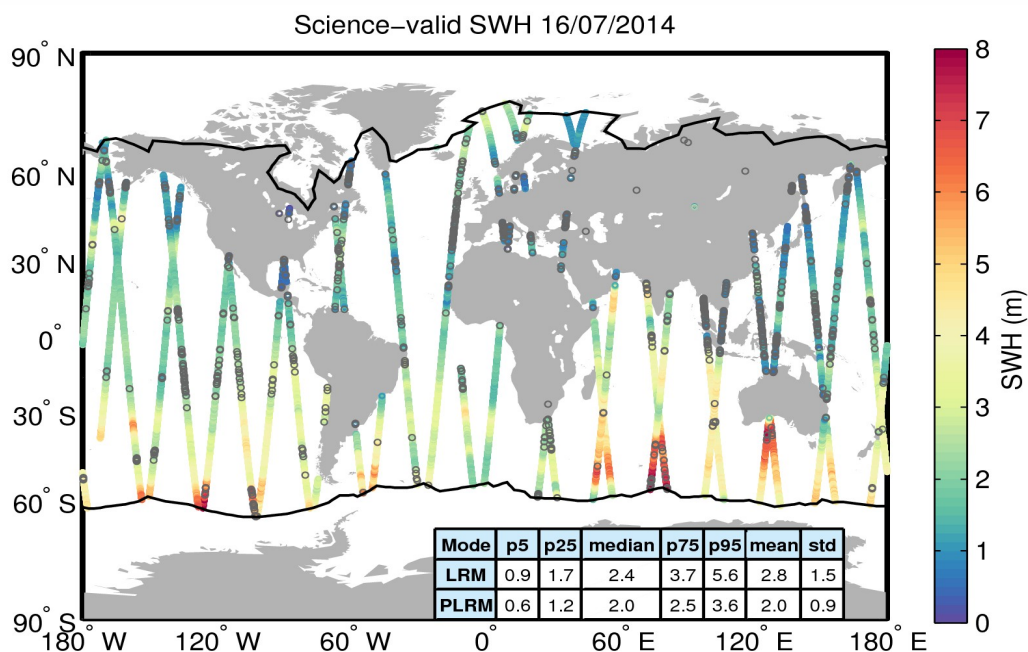 Science−valid SWH 16/07/2014
90° N
60° N
30° N
0°
30° S
60° S
90° S
180° W
120° W
60° W
0°
60° E
120° E
180° E
8
7
6
5
4
3
2
1
0
SWH (m)
Mode p5 p25 median p75 p95 mean std
LRM 0.9 1.7 2.4 3.7 5.6 2.8 1.5
PLRM 0.6 1.2 2.0 2.5 3.6 2.0 0.9